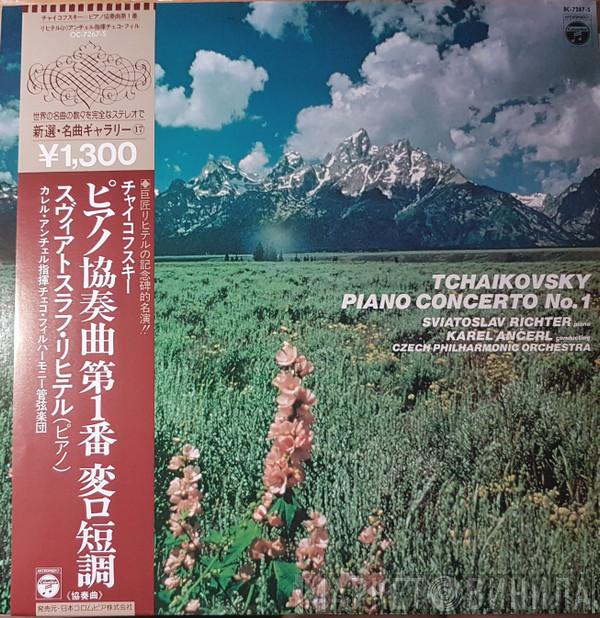 チャイコフスキー=ピアノ協奏曲第1番
リヒテル(p)アンチェル指揮チェコ・フィル
OC-7267-S
世界の名曲の数々を完全なステレオで
新選・名曲ギャラリー⑰
¥1,300
◆巨匠リヒテルの記念碑的名演!!
チャイコフスキー
ピアノ協奏曲 第1番 変ロ短調
〈協奏曲〉
スヴィアトスラフ・リヒテル(ピアノ)
カレル・アンチェル指揮チェコ・フィルハーモニー管弦楽団
発売元・日本コロムビア株式会社
OC-7267-S
TCHAIKOVSKY
PIANO CONCERTO No.1
SVIATOSLAV RICHTER piano
KAREL ANCERL conducting
CZECH PHILHARMONIC ORCHESTRA